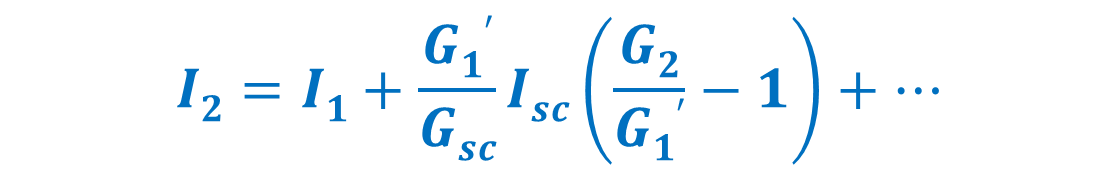 I₂ = I₁ + G₁′/G_sc I_sc (G₂/G₁′ − 1) + ⋯